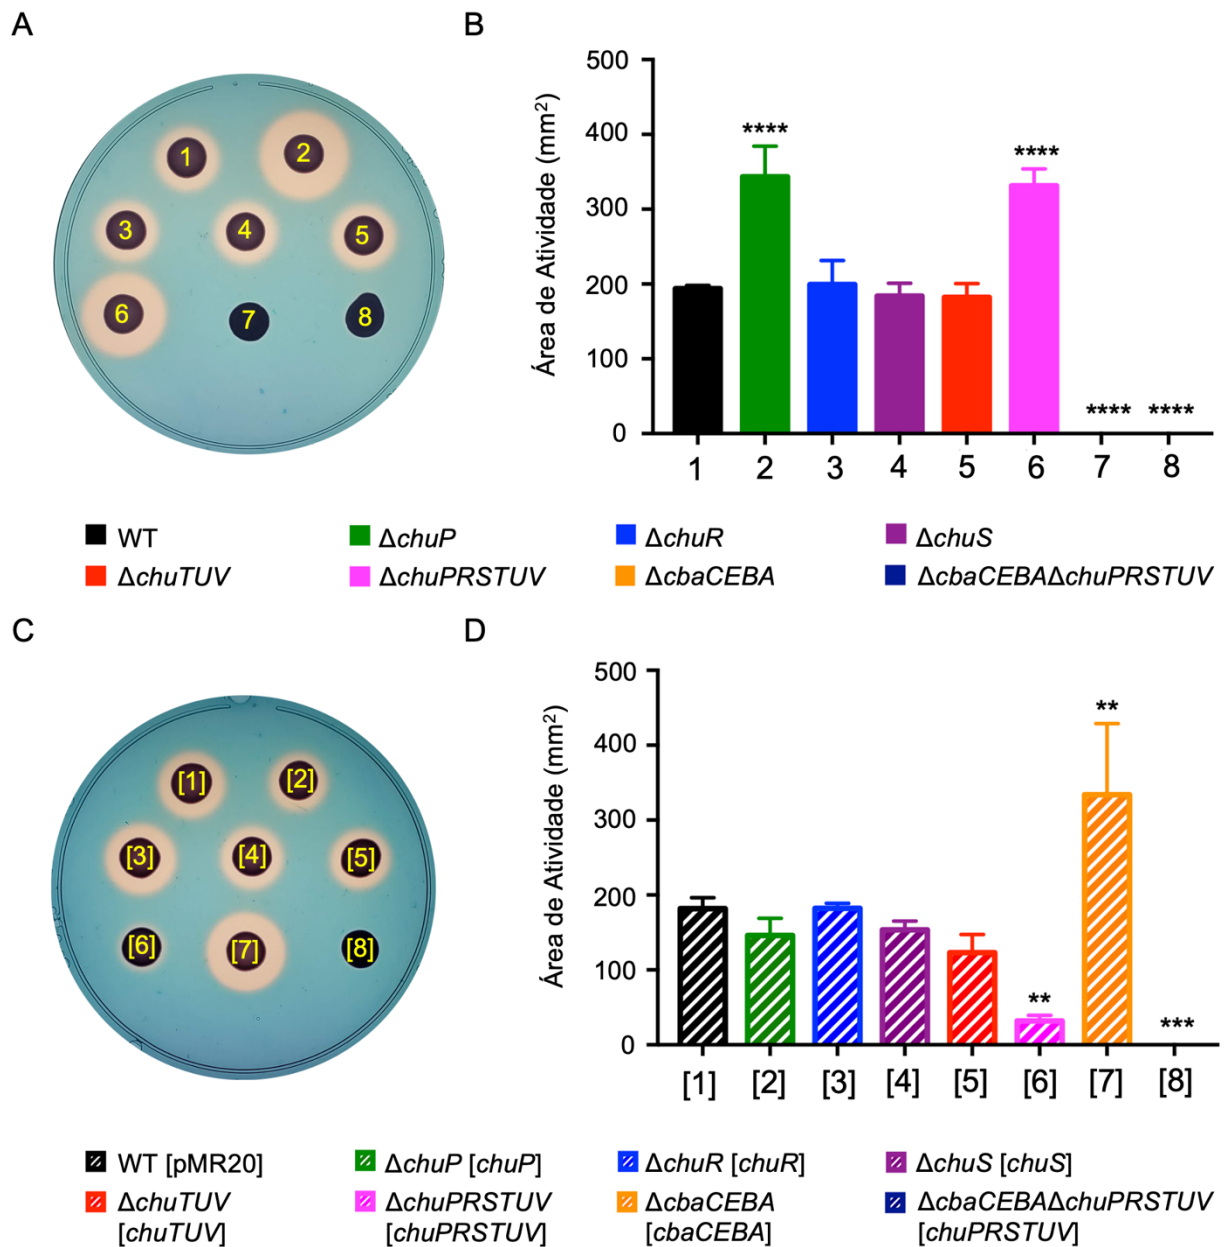 A
B
1
2
3
4
5
6
7
8
Área de Atividade (mm²)
500
400
300
200
100
0
****
****
****
****
1 2 3 4 5 6 7 8
WT
ΔchuP
ΔchuR
ΔchuS
ΔchuTUV
ΔchuPRSTUV
ΔcbaCEBA
ΔcbaCEBAΔchuPRSTUV
C
D
[1]
[2]
[3]
[4]
[5]
[6]
[7]
[8]
Área de Atividade (mm²)
500
400
300
200
100
0
**
**
***
[1] [2] [3] [4] [5] [6] [7] [8]
WT [pMR20]
ΔchuP [chuP]
ΔchuR [chuR]
ΔchuS [chuS]
ΔchuTUV
[chuTUV]
ΔchuPRSTUV
[chuPRSTUV]
ΔcbaCEBA
[cbaCEBA]
ΔcbaCEBAΔchuPRSTUV
[chuPRSTUV]